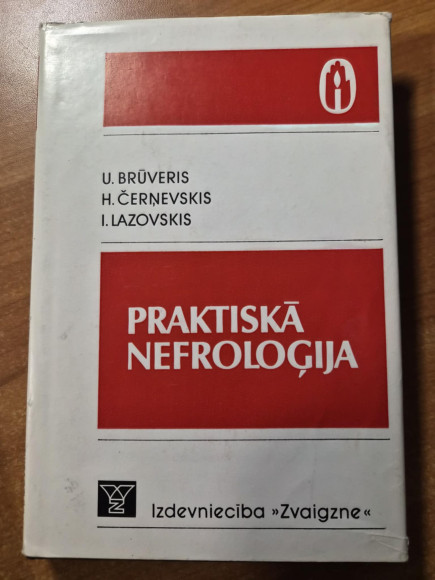 U. BRŪVERIS
H. ČERŅEVSKIS
I. LAZOVSKIS
PRAKTISKĀ
NEFROLOĢIJA
Izdevniecība »Zvaigzne«